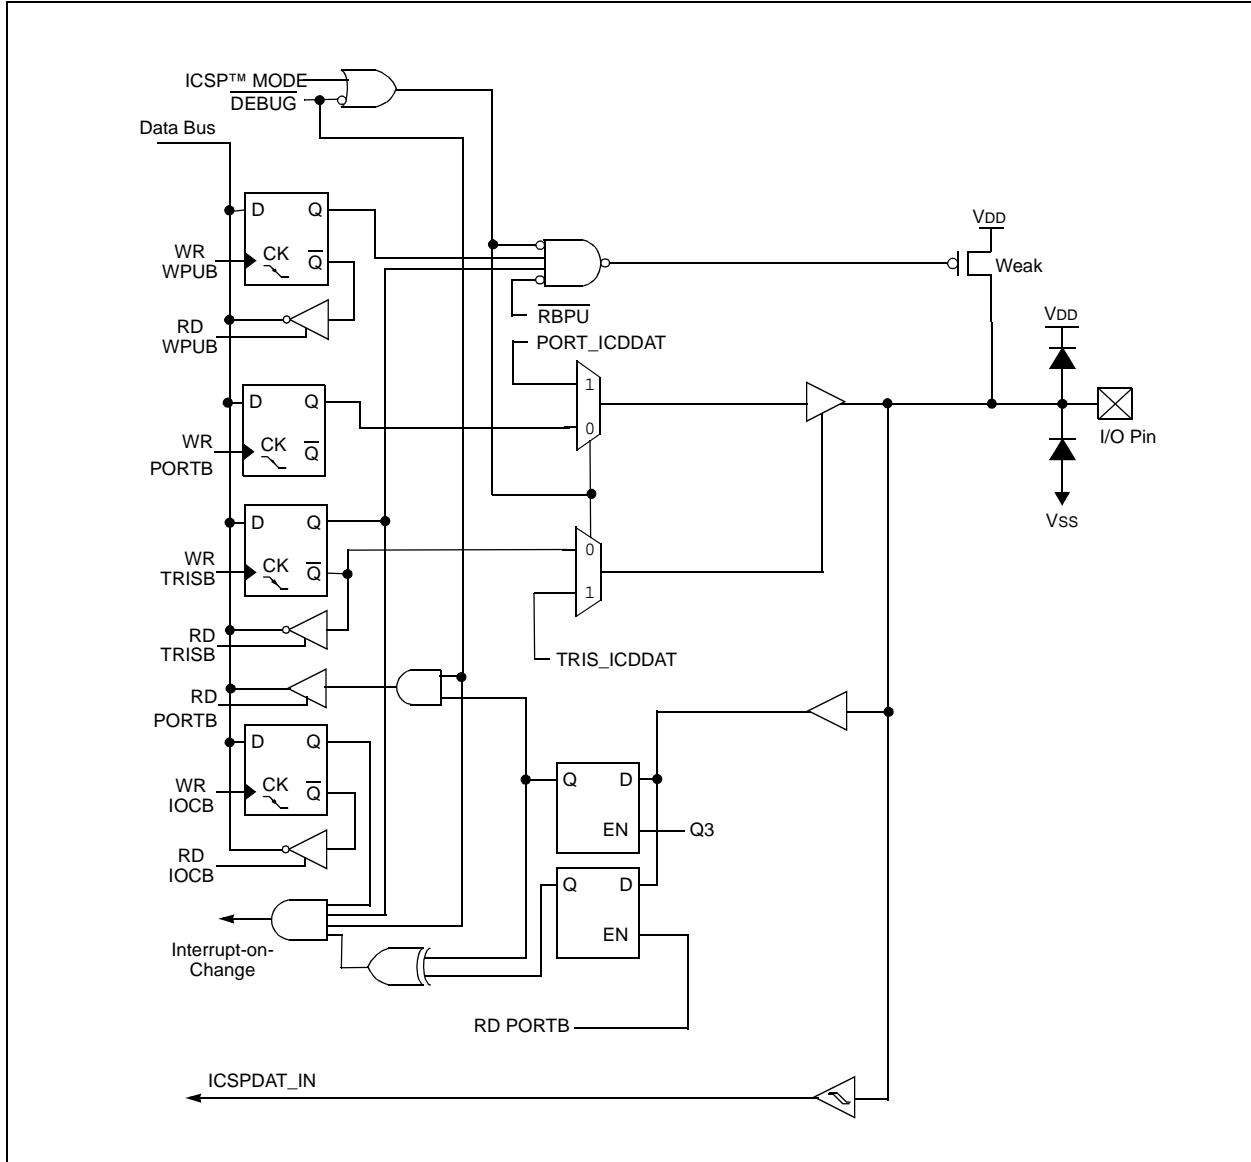 ICSP™ MODE
DEBUG
Data Bus
D Q
WR
WPUB
CK Q
RD
WPUB
RBPU
PORT_ICDDAT
VDD
Weak
VDD
1
0
I/O Pin
VSS
D Q
WR
PORTB
CK Q
D Q
WR
TRISB
CK Q
0
1
RD
TRISB
TRIS_ICDDAT
RD
PORTB
D Q
WR
IOCB
CK Q
Q D
EN
Q3
RD
IOCB
Q D
EN
Interrupt-on-
Change
RD PORTB
ICSPDAT_IN